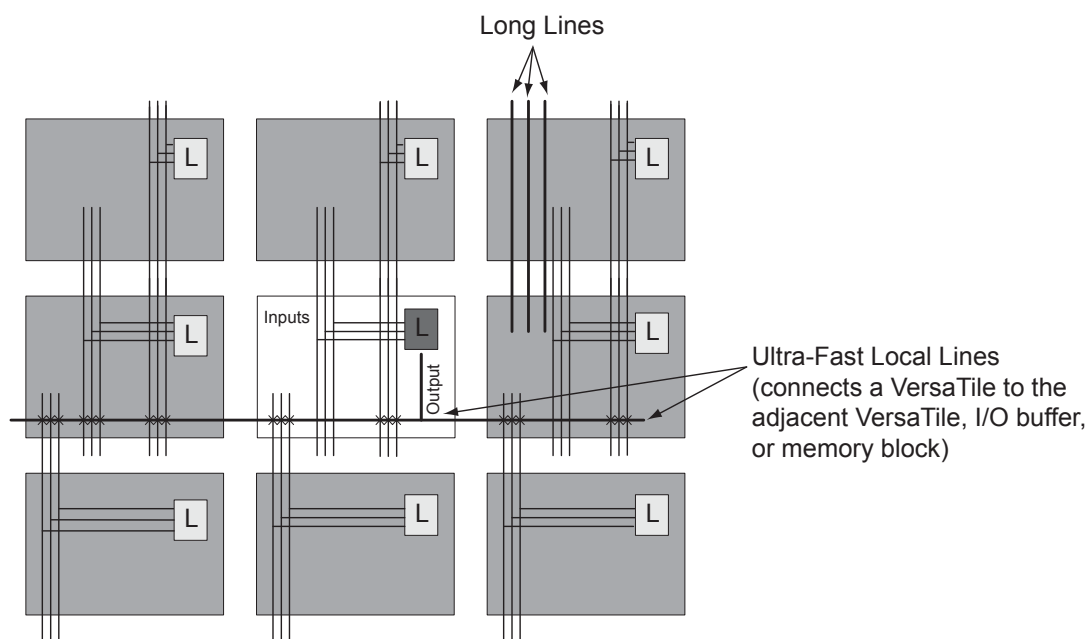 Long Lines
L
L
L
Inputs
L
L
L
Output
Ultra-Fast Local Lines
(connects a VersaTile to the
adjacent VersaTile, I/O buffer,
or memory block)
L
L
L